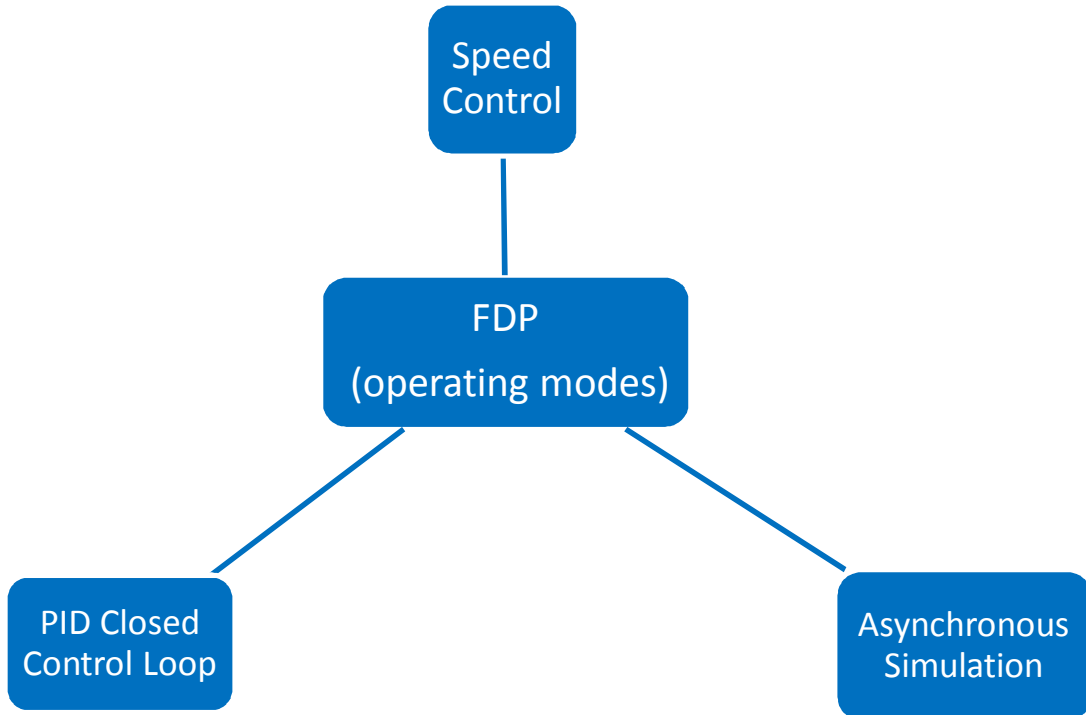 Speed
Control
FDP
(operating modes)
PID Closed
Control Loop
Asynchronous
Simulation